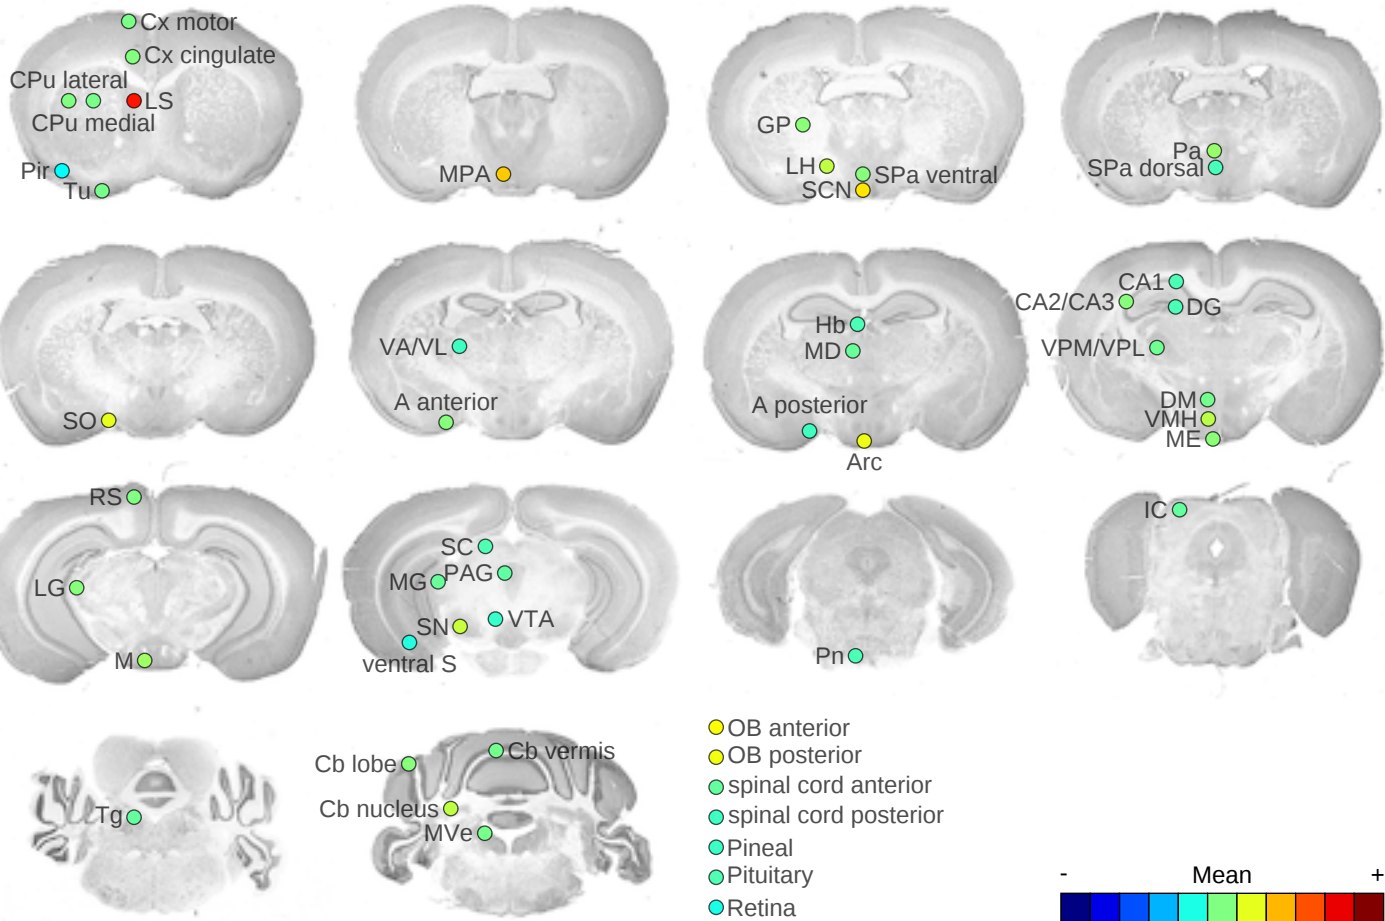 Cx motor
Cx cingulate
CPu lateral
LS
CPu medial
Pir
Tu
MPA
GP
LH
SPa ventral
SCN
Pa
SPa dorsal
SO
VA/VL
A anterior
Hb
MD
A posterior
Arc
CA1
CA2/CA3
DG
VPM/VPL
DM
VMH
ME
RS
LG
M
SC
MG
PAG
SN
VTA
ventral S
Pn
IC
Tg
Cb lobe
Cb vermis
Cb nucleus
MVe
OB anterior
OB posterior
spinal cord anterior
spinal cord posterior
Pineal
Pituitary
Retina
- Mean +